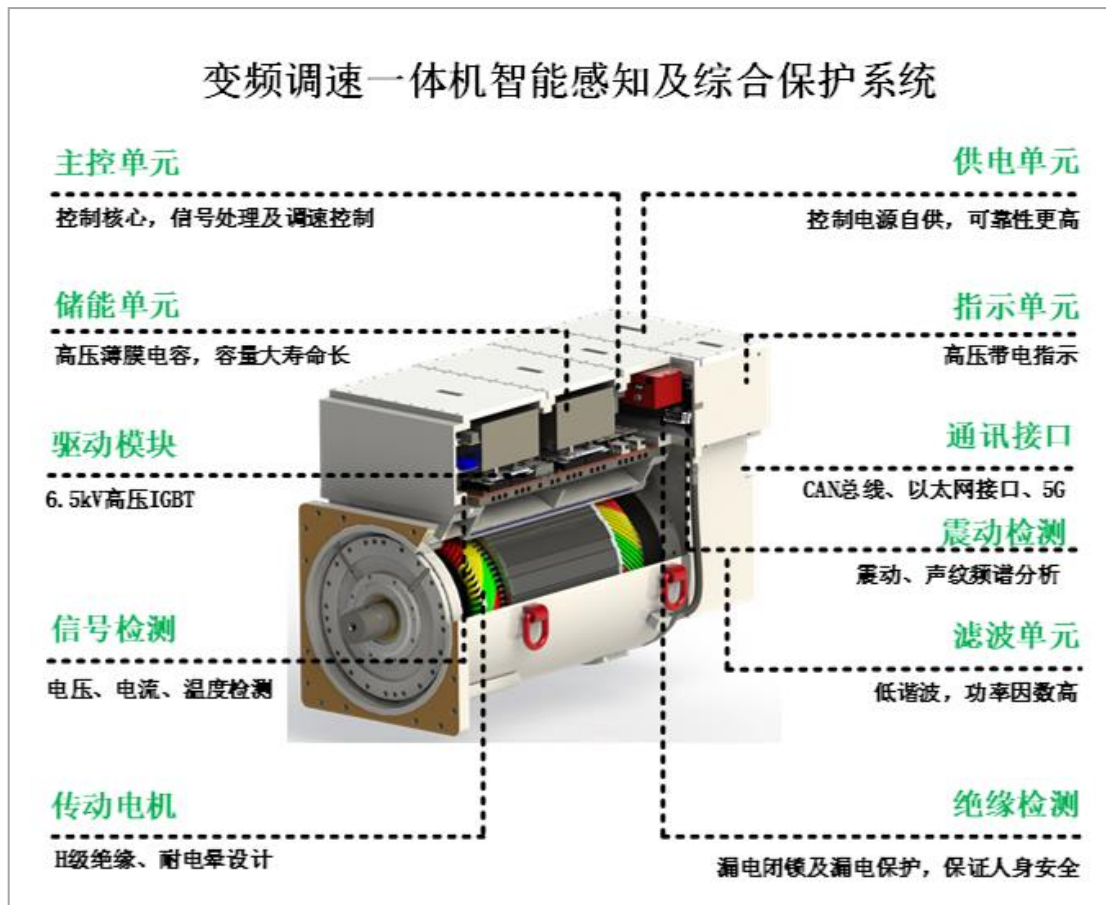 变频调速一体机智能感知及综合保护系统
主控单元
控制核心，信号处理及调速控制
储能单元
高压薄膜电容，容量大寿命长
驱动模块
6.5kV高压IGBT
信号检测
电压、电流、温度检测
传动电机
H级绝缘、耐电晕设计
供电单元
控制电源自供，可靠性更高
指示单元
高压带电指示
通讯接口
CAN总线、以太网接口、5G
震动检测
震动、声纹频谱分析
滤波单元
低谐波，功率因数高
绝缘检测
漏电闭锁及漏电保护，保证人身安全